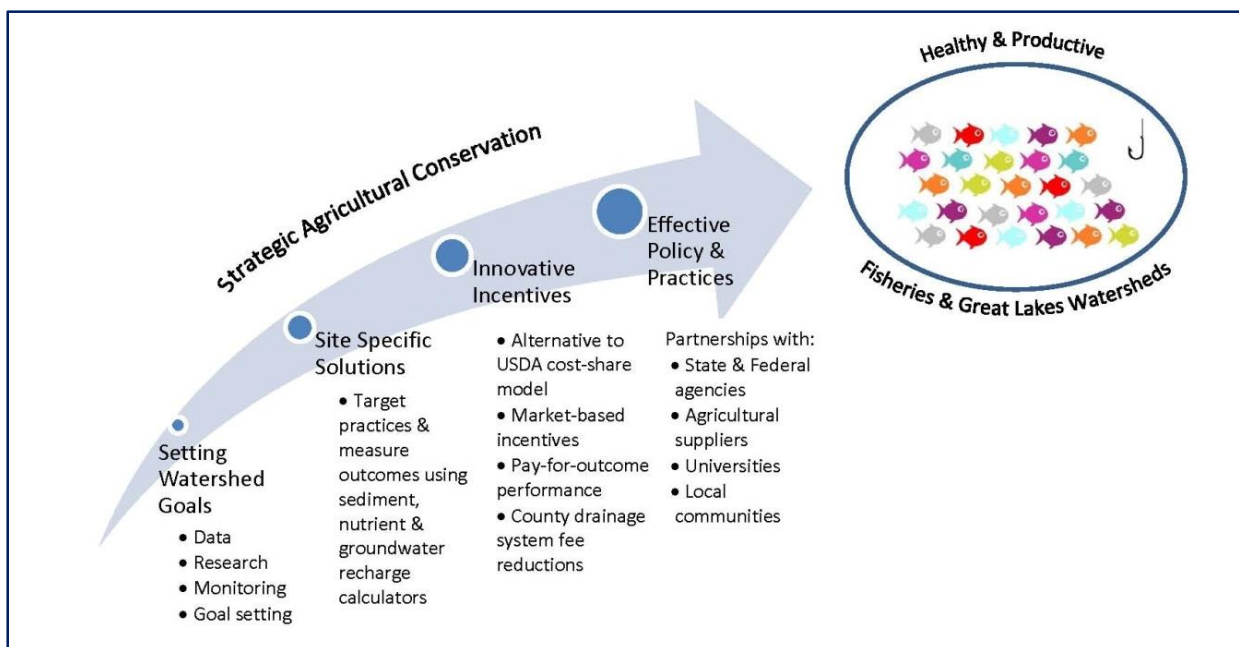 Healthy & Productive
Fisheries & Great Lakes Watersheds
Strategic Agricultural Conservation
Setting
Watershed
Goals
• Data
• Research
• Monitoring
• Goal setting
Site Specific
Solutions
• Target
practices &
measure
outcomes using
sediment,
nutrient &
groundwater
recharge
calculators
Innovative
Incentives
• Alternative to
USDA cost-share
model
• Market-based
incentives
• Pay-for-outcome
performance
• County drainage
system fee
reductions
Effective
Policy &
Practices
Partnerships with:
• State & Federal
agencies
• Agricultural
suppliers
• Universities
• Local
communities